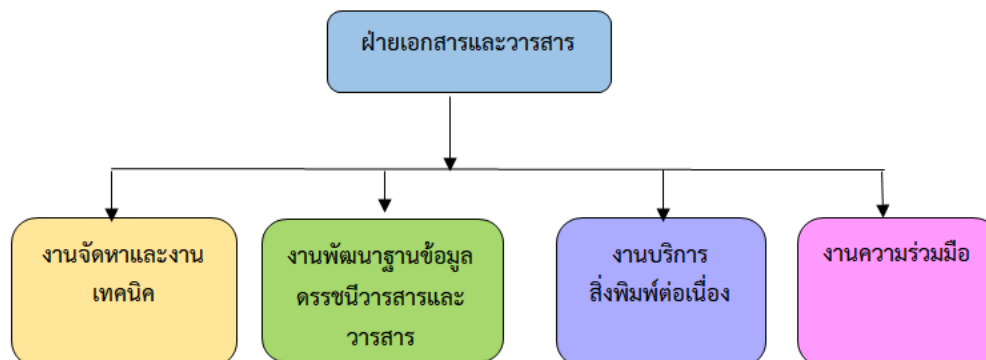 ฝ่ายเอกสารและวารสาร
งานจัดหาและงาน
เทคนิค
งานพัฒนาฐานข้อมูล
ดรรชนีวารสารและ
วารสาร
งานบริการ
สิ่งพิมพ์ต่อเนื่อง
งานความร่วมมือ